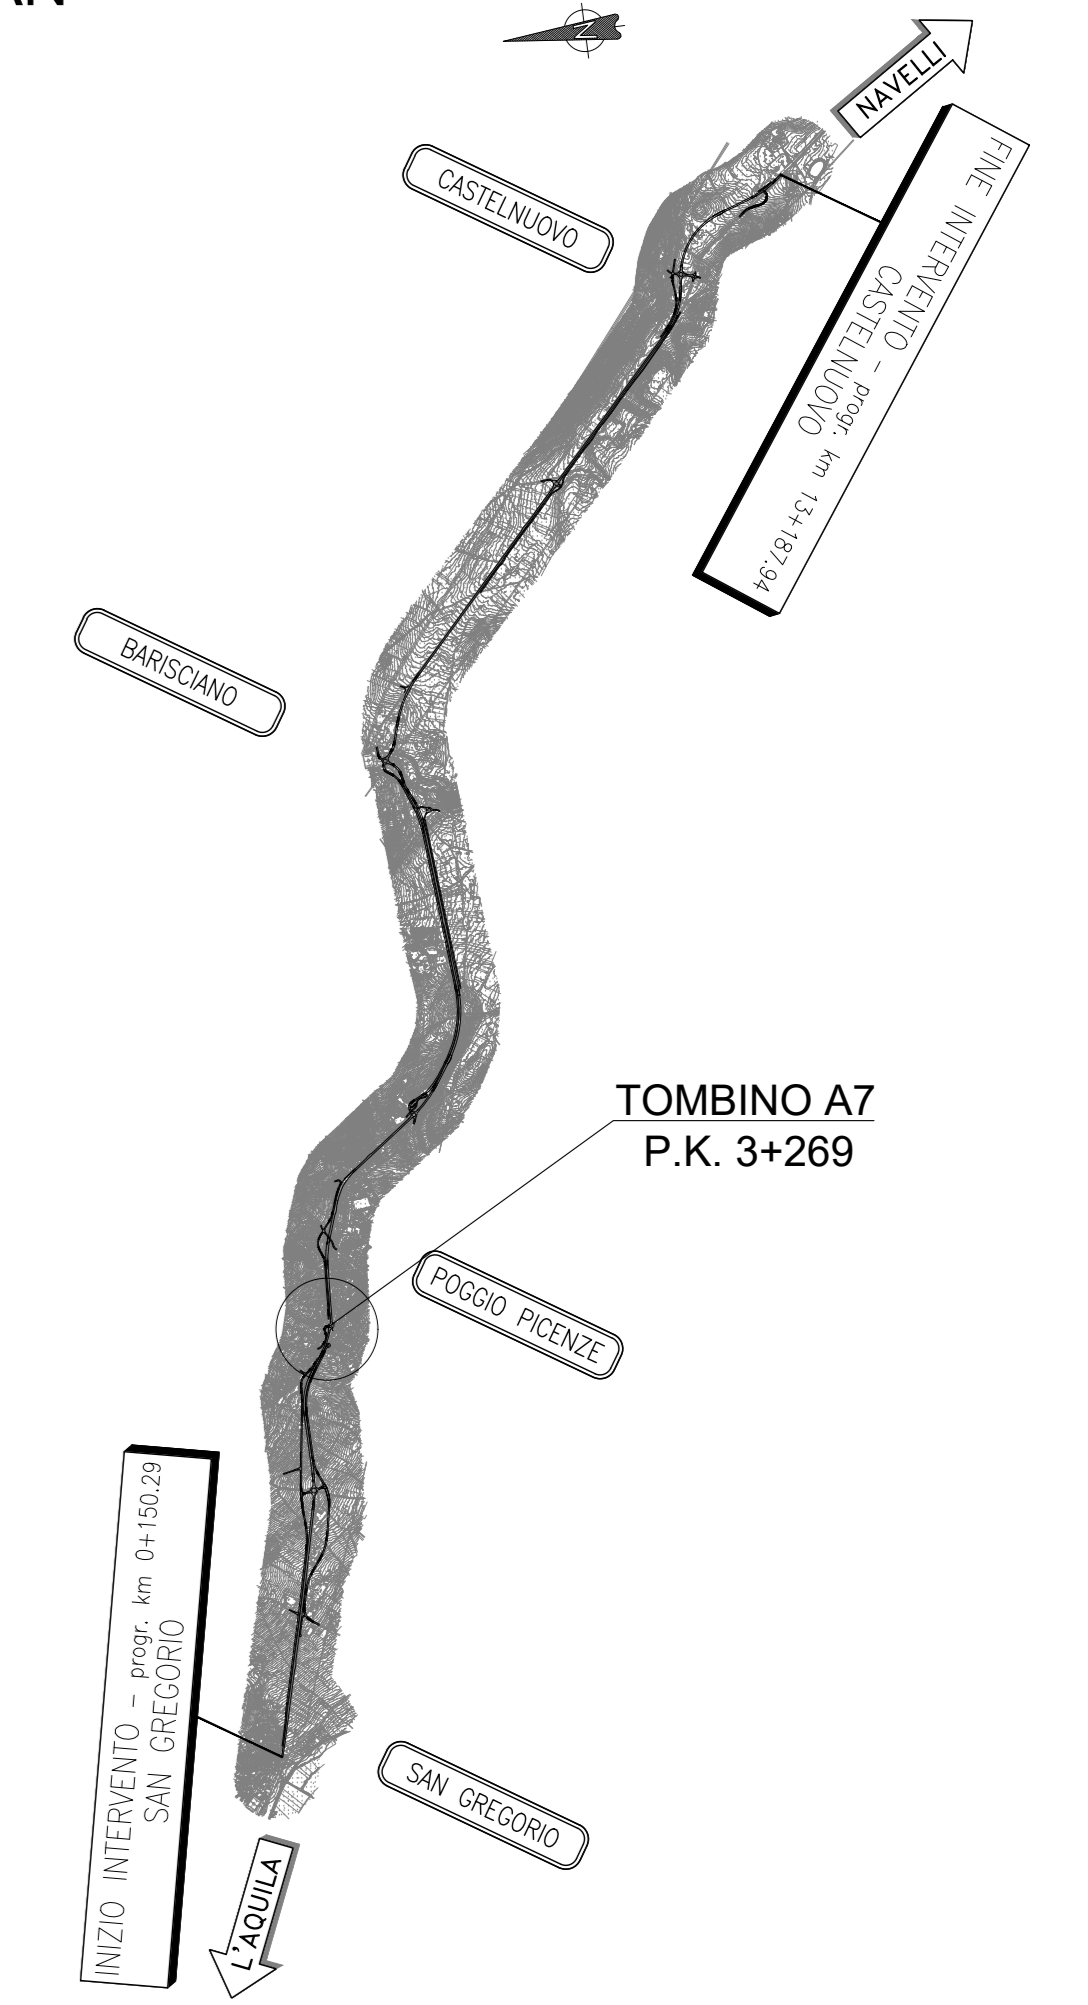 Z
NAVELLI
CASTELNUOVO
FINE INTERVENTO - progr. km 13+187.94
CASTELNUOVO
BARISCIANO
TOMBINO A7
P.K. 3+269
POGGIO PICENZE
INIZIO INTERVENTO - progr. km 0+150.29
SAN GREGORIO
SAN GREGORIO
L'AQUILA